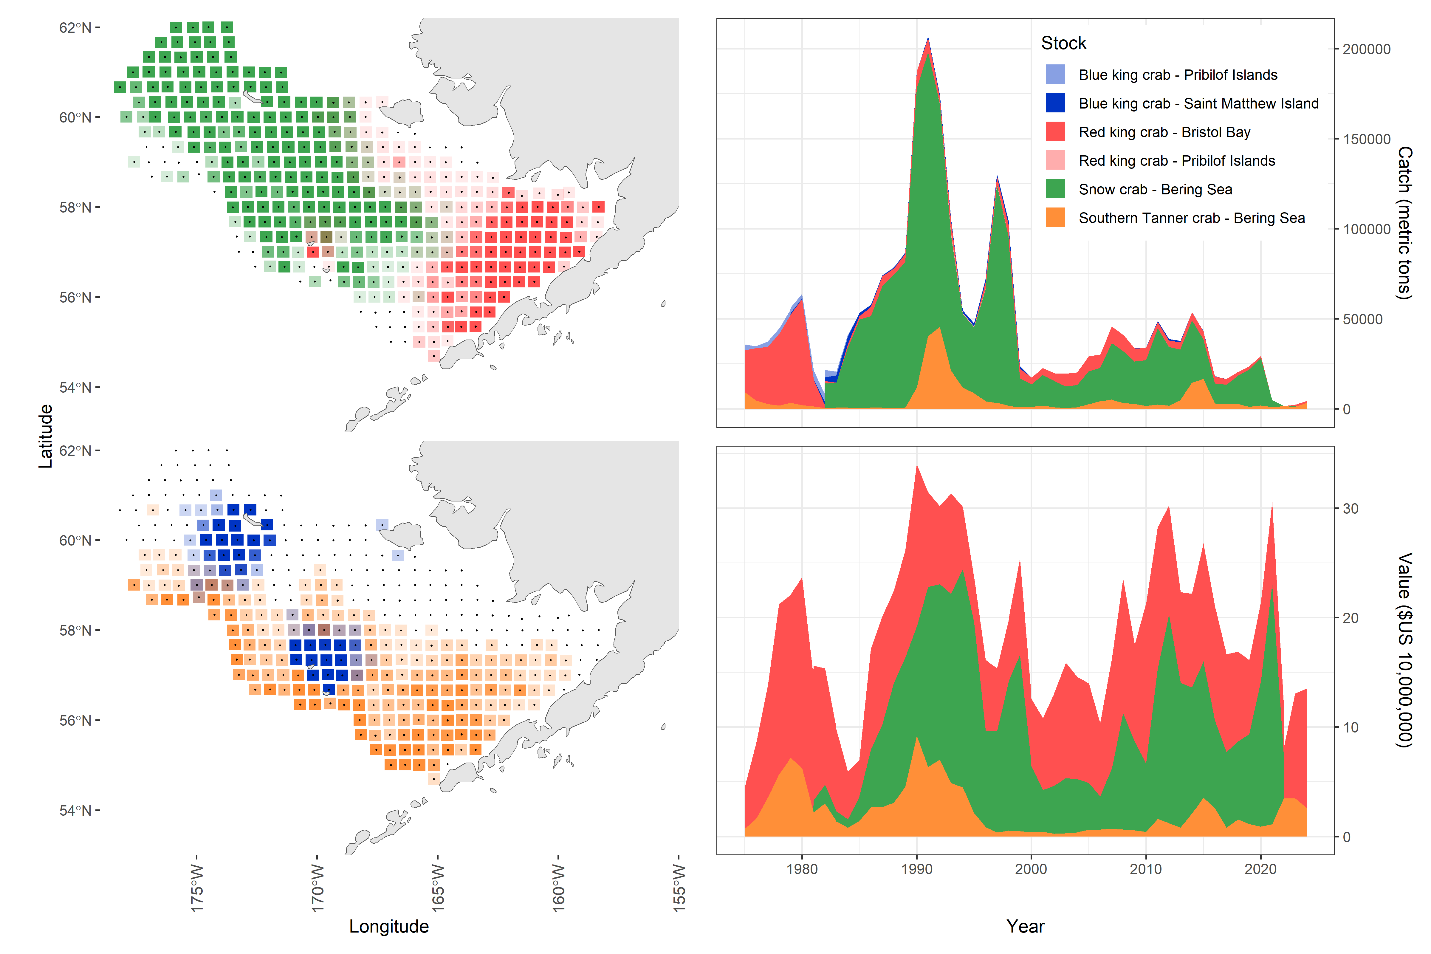 62°N
60°N
58°N
56°N
54°N
Latitude
62°N
60°N
58°N
56°N
54°N
175°W
170°W
165°W
160°W
155°W
Longitude
Stock
Blue king crab - Pribilof Islands
Blue king crab - Saint Matthew Island
Red king crab - Bristol Bay
Red king crab - Pribilof Islands
Snow crab - Bering Sea
Southern Tanner crab - Bering Sea
200000
150000
100000
50000
0
Catch (metric tons)
30
20
10
0
Value ($US 10,000,000)
1980
1990
2000
2010
2020
Year